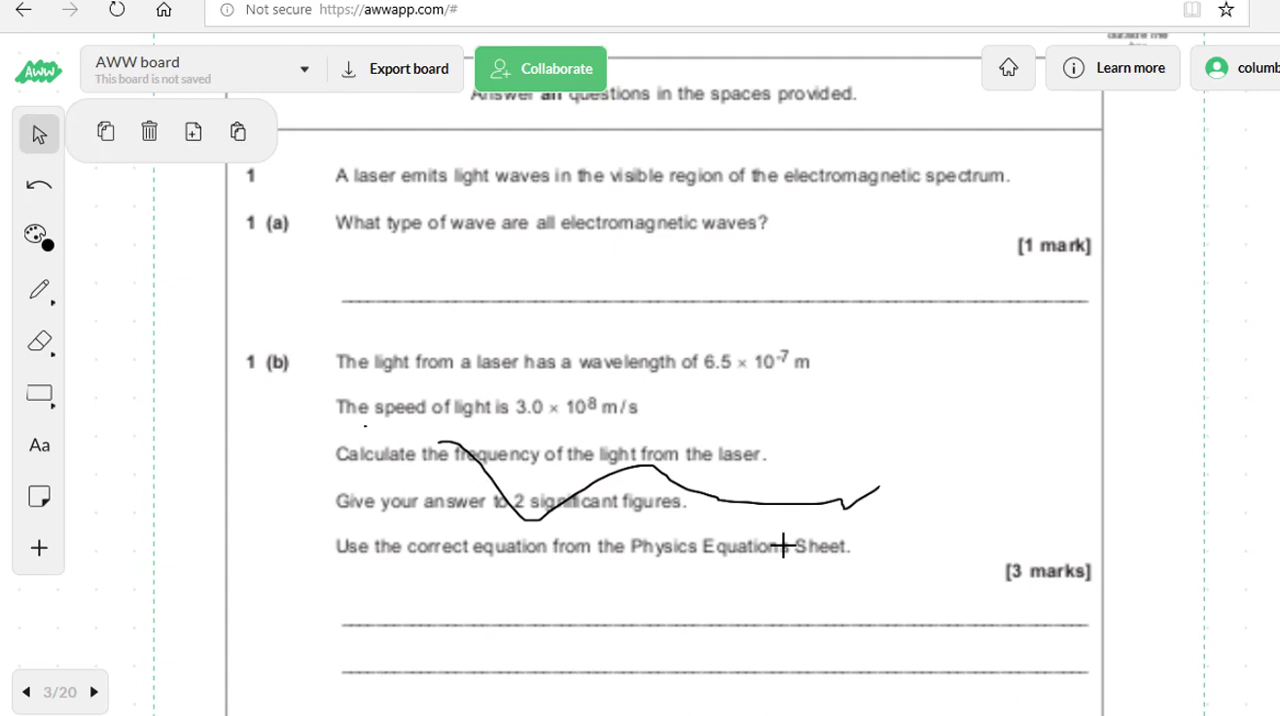 Not secure https://awwapp.com/#
AWW board
This board is not saved
Export board
Collaborate
Learn more
columb
AWW
Answer all questions in the spaces provided.
1 A laser emits light waves in the visible region of the electromagnetic spectrum.
1 (a) What type of wave are all electromagnetic waves?
[1 mark]
1 (b) The light from a laser has a wavelength of 6.5 × 10⁻⁷ m
The speed of light is 3.0 × 10⁸ m/s
Calculate the frequency of the light from the laser.
Give your answer to 2 significant figures.
Use the correct equation from the Physics Equations Sheet.
[3 marks]
Aa
3/20